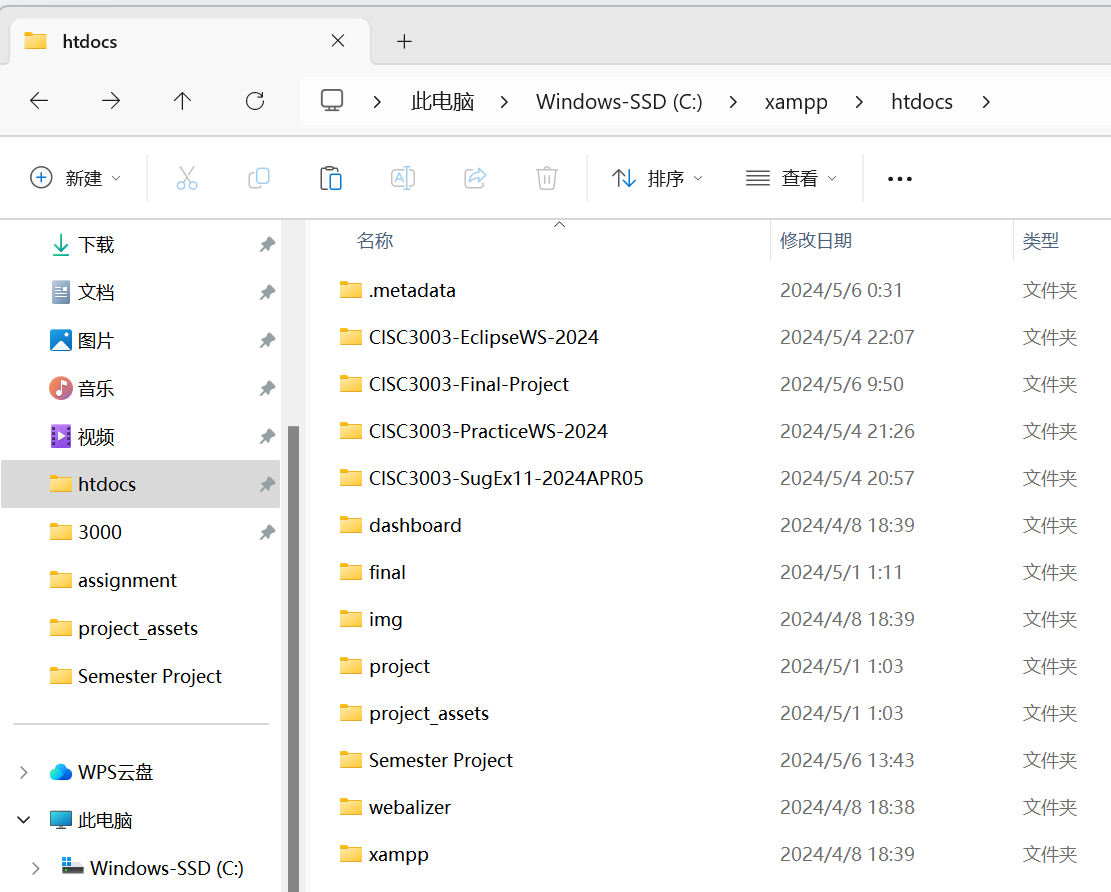 htdocs
此电脑 Windows-SSD (C:) xampp htdocs
新建 排序 查看
下载
文档
图片
音乐
视频
htdocs
3000
assignment
project_assets
Semester Project
WPS云盘
此电脑
Windows-SSD (C:)
名称 修改日期 类型
.metadata 2024/5/6 0:31 文件夹
CISC3003-EclipseWS-2024 2024/5/4 22:07 文件夹
CISC3003-Final-Project 2024/5/6 9:50 文件夹
CISC3003-PracticeWS-2024 2024/5/4 21:26 文件夹
CISC3003-SugEx11-2024APR05 2024/5/4 20:57 文件夹
dashboard 2024/4/8 18:39 文件夹
final 2024/5/1 1:11 文件夹
img 2024/4/8 18:39 文件夹
project 2024/5/1 1:03 文件夹
project_assets 2024/5/1 1:03 文件夹
Semester Project 2024/5/6 13:43 文件夹
webalizer 2024/4/8 18:38 文件夹
xampp 2024/4/8 18:39 文件夹